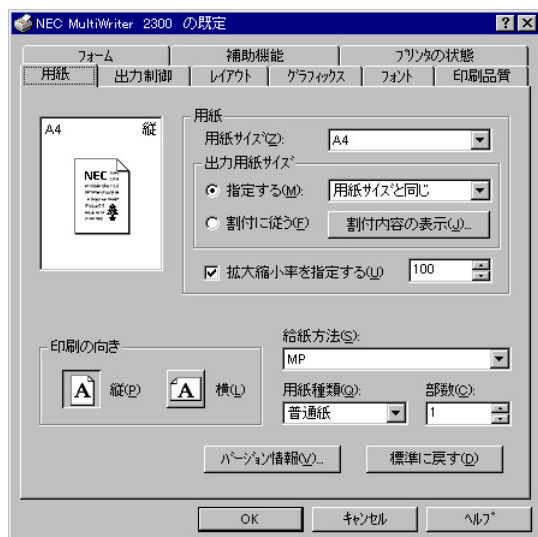 NEC MultiWriter 2300 の既定
フォーム 補助機能 プリンタの状態
用紙 出力制御 レイアウト グラフィックス フォント 印刷品質
A4 縦
NEC
用紙
用紙サイズ(Z): A4
出力用紙サイズ
指定する(M): 用紙サイズと同じ
割付に従う(F) 割付内容の表示(J)...
拡大縮小率を指定する(U) 100
印刷の向き
A 縦(P) A 横(L)
給紙方法(S):
MP
用紙種類(Q): 部数(C):
普通紙 1
バージョン情報(V)... 標準に戻す(D)
OK キャンセル ヘルプ